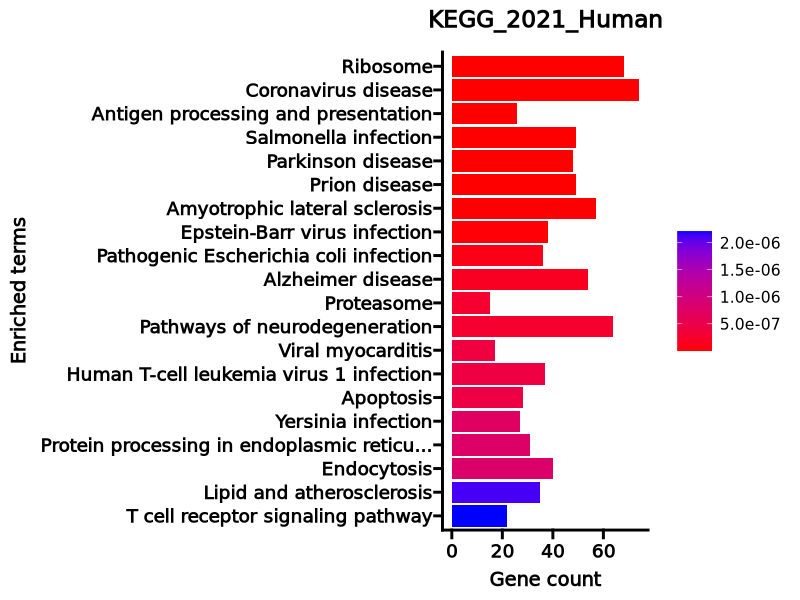 KEGG_2021_Human
Enriched terms
Ribosome
Coronavirus disease
Antigen processing and presentation
Salmonella infection
Parkinson disease
Prion disease
Amyotrophic lateral sclerosis
Epstein-Barr virus infection
Pathogenic Escherichia coli infection
Alzheimer disease
Proteasome
Pathways of neurodegeneration
Viral myocarditis
Human T-cell leukemia virus 1 infection
Apoptosis
Yersinia infection
Protein processing in endoplasmic reticu...
Endocytosis
Lipid and atherosclerosis
T cell receptor signaling pathway
0 20 40 60
Gene count
2.0e-06
1.5e-06
1.0e-06
5.0e-07